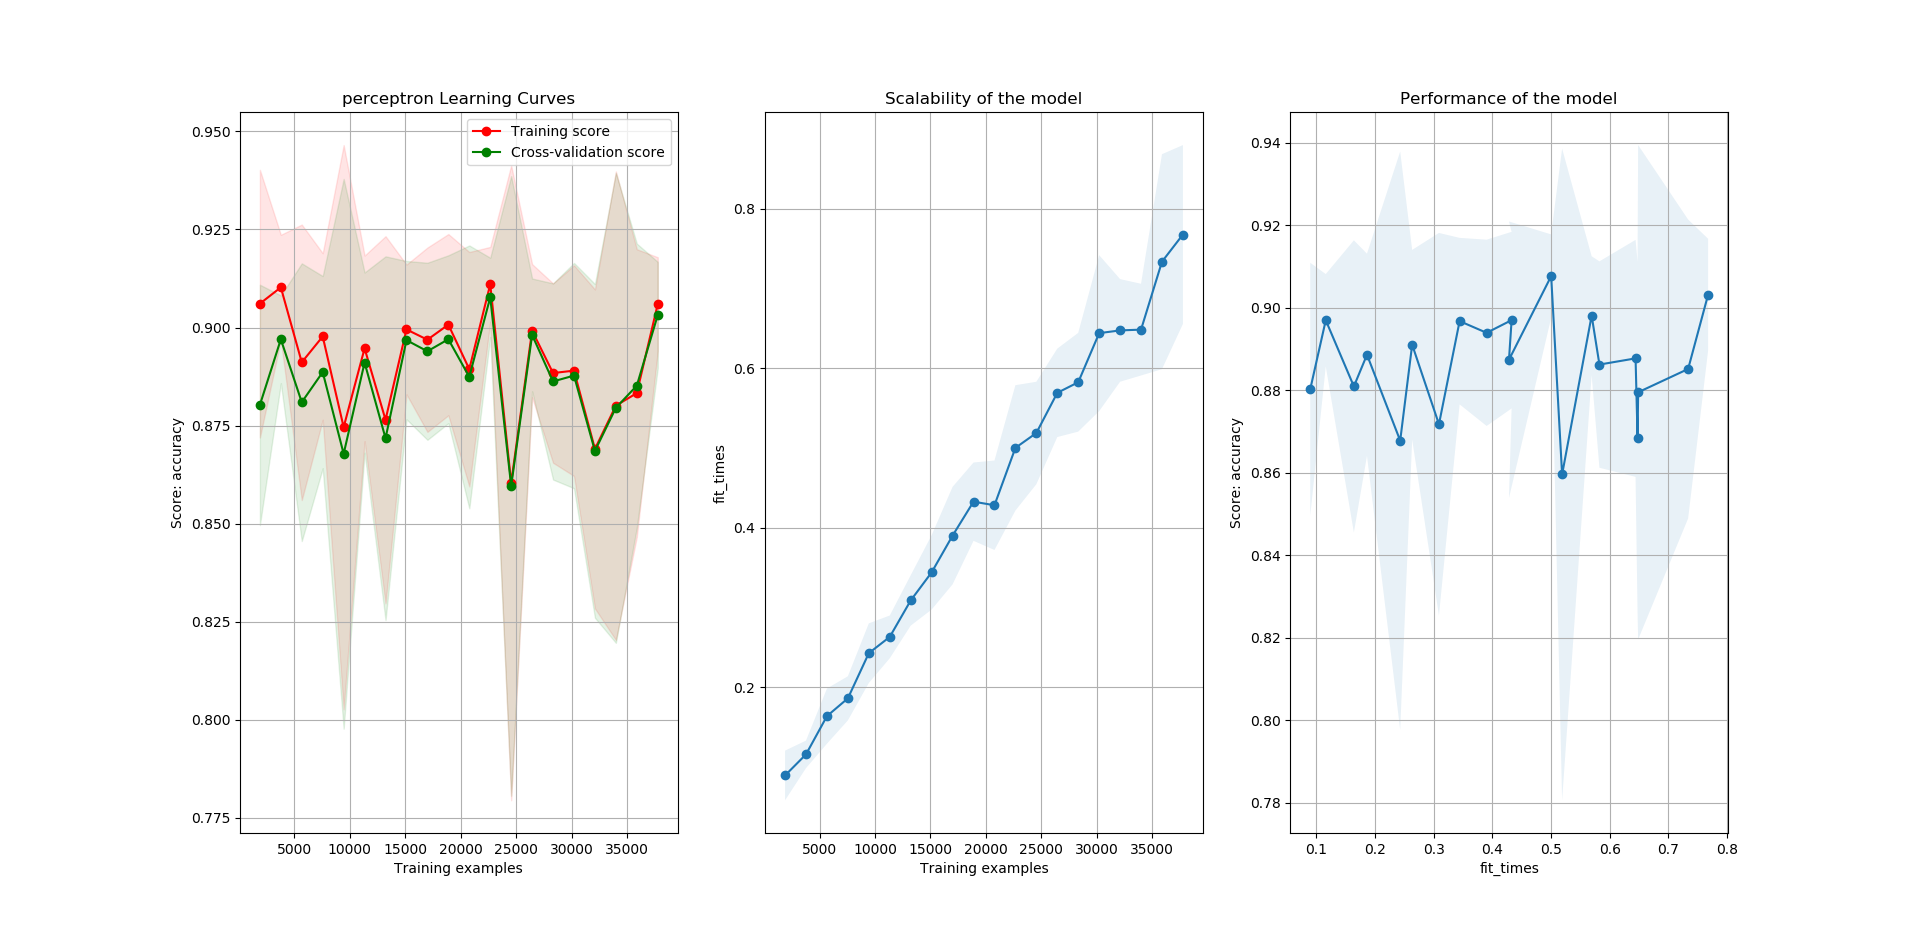 perceptron Learning Curves
Training score
Cross-validation score
Score: accuracy
0.950
0.925
0.900
0.875
0.850
0.825
0.800
0.775
5000 10000 15000 20000 25000 30000 35000
Training examples
Scalability of the model
fit_times
0.8
0.6
0.4
0.2
5000 10000 15000 20000 25000 30000 35000
Training examples
Performance of the model
Score: accuracy
0.94
0.92
0.90
0.88
0.86
0.84
0.82
0.80
0.78
0.1 0.2 0.3 0.4 0.5 0.6 0.7 0.8
fit_times